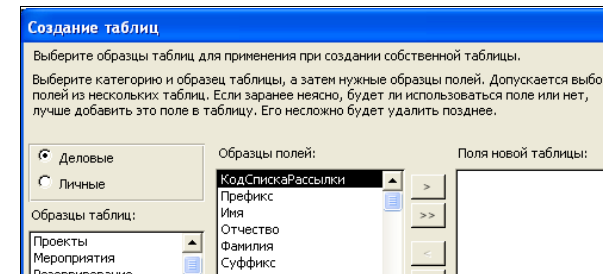 Создание таблиц
Выберите образцы таблиц для применения при создании собственной таблицы.
Выберите категорию и образец таблицы, а затем нужные образцы полей. Допускается выбо
полей из нескольких таблиц. Если заранее неясно, будет ли использоваться поле или нет,
лучше добавить это поле в таблицу. Его несложно будет удалить позднее.
Деловые
Личные
Образцы таблиц:
Проекты
Мероприятия
Резервирование
Образцы полей:
КодСпискаРассылки
Префикс
Имя
Отчество
Фамилия
Суффикс
>
>>
<
Поля новой таблицы: